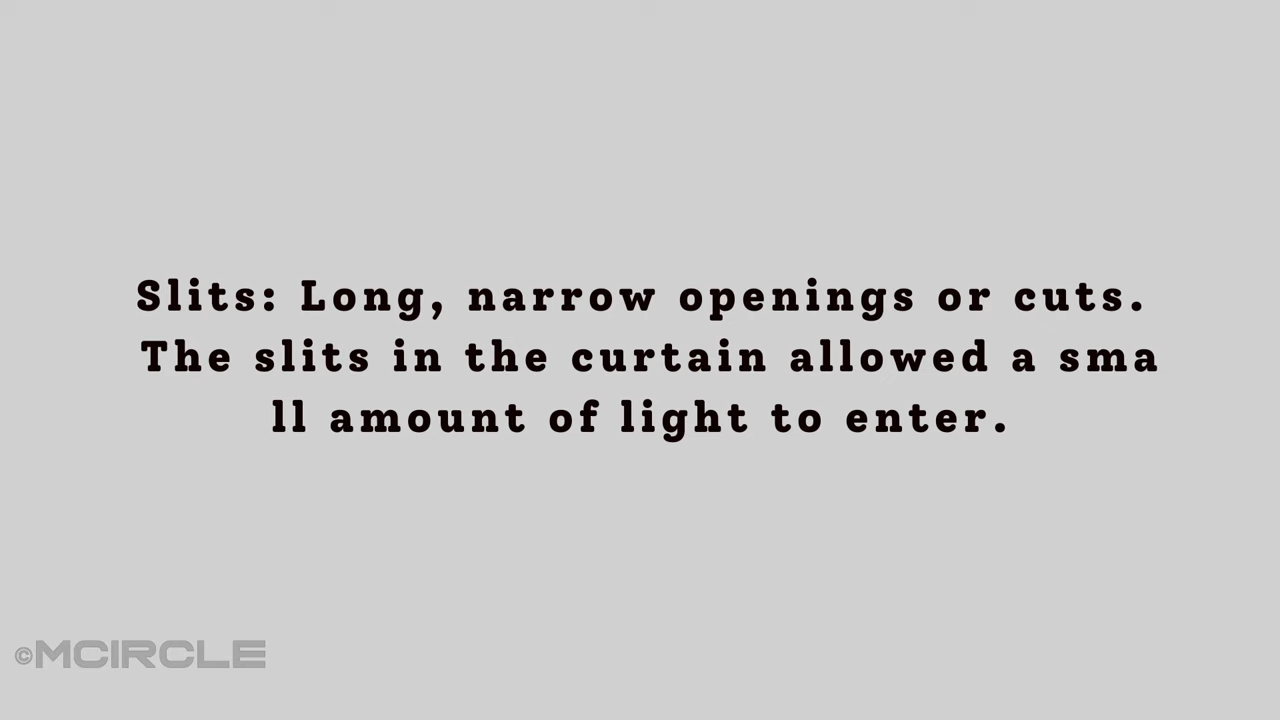 Slits: Long, narrow openings or cuts.
The slits in the curtain allowed a sma
ll amount of light to enter.
©MCIRCLE